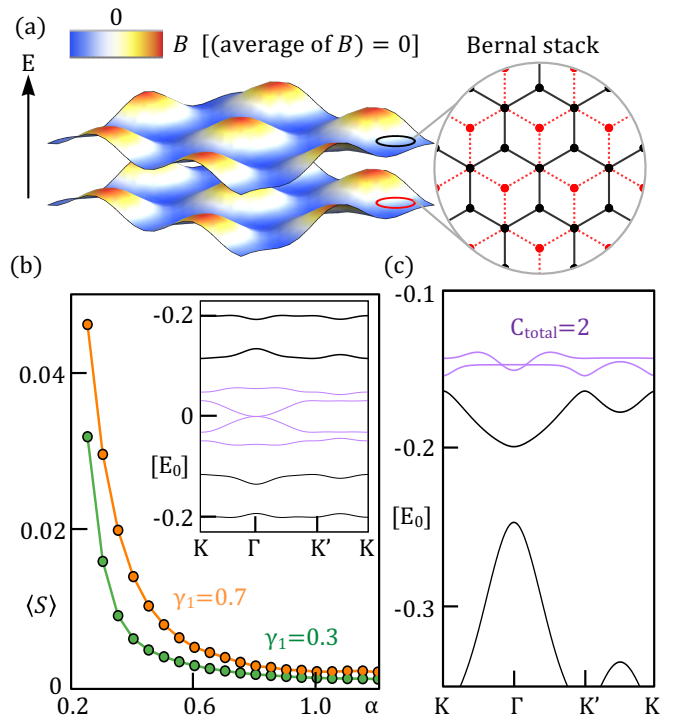 (a)
0
B [(average of B) = 0]
Bernal stack
E
(b)
(c)
0.04
0.02
0
⟨S⟩
0.2
0.6
1.0
α
γ₁=0.7
γ₁=0.3
-0.2
0
[E₀]
-0.2
K
Γ
K’
K
-0.1
C_total=2
-0.2
[E₀]
-0.3
K
Γ
K’
K